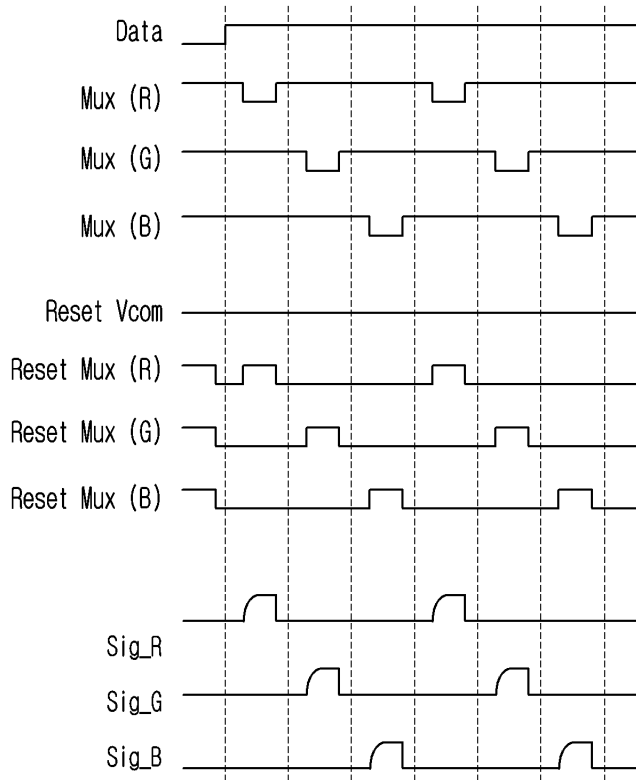 Data
Mux (R)
Mux (G)
Mux (B)
Reset Vcom
Reset Mux (R)
Reset Mux (G)
Reset Mux (B)
Sig_R
Sig_G
Sig_B